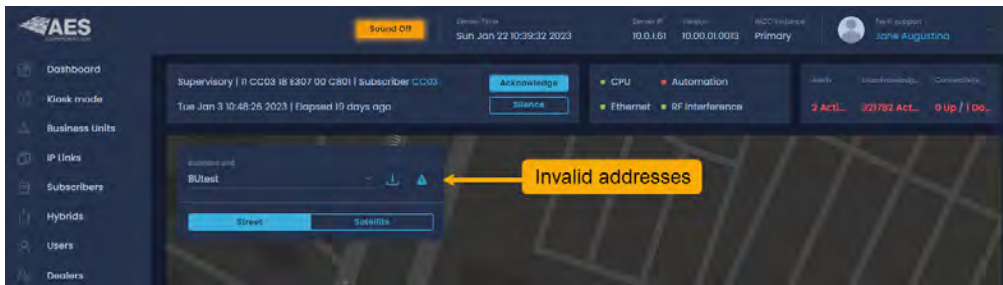 AES
Sound Off
Server Time
Sun Jan 22 10:39:32 2023
Server IP
10.0.1.61
Version
10.00.01.0013
Primary
Tech support
Jane Augustina
Dashboard
Kiosk mode
Business Units
IP Links
Subscribers
Hybrids
Users
Dealers
Supervisory | 11 CC03 18 E307 00 C801 | Subscriber CC03
Tue Jan 3 10:48:26 2023 | Elapsed 19 days ago
Acknowledge
Silence
CPU
Automation
Ethernet
RF Interference
Alerts
2 Acti...
321782 Act...
Connectivity
0 Up / 1 Do...
Business unit
BUtest
Invalid addresses
Street
Satellite